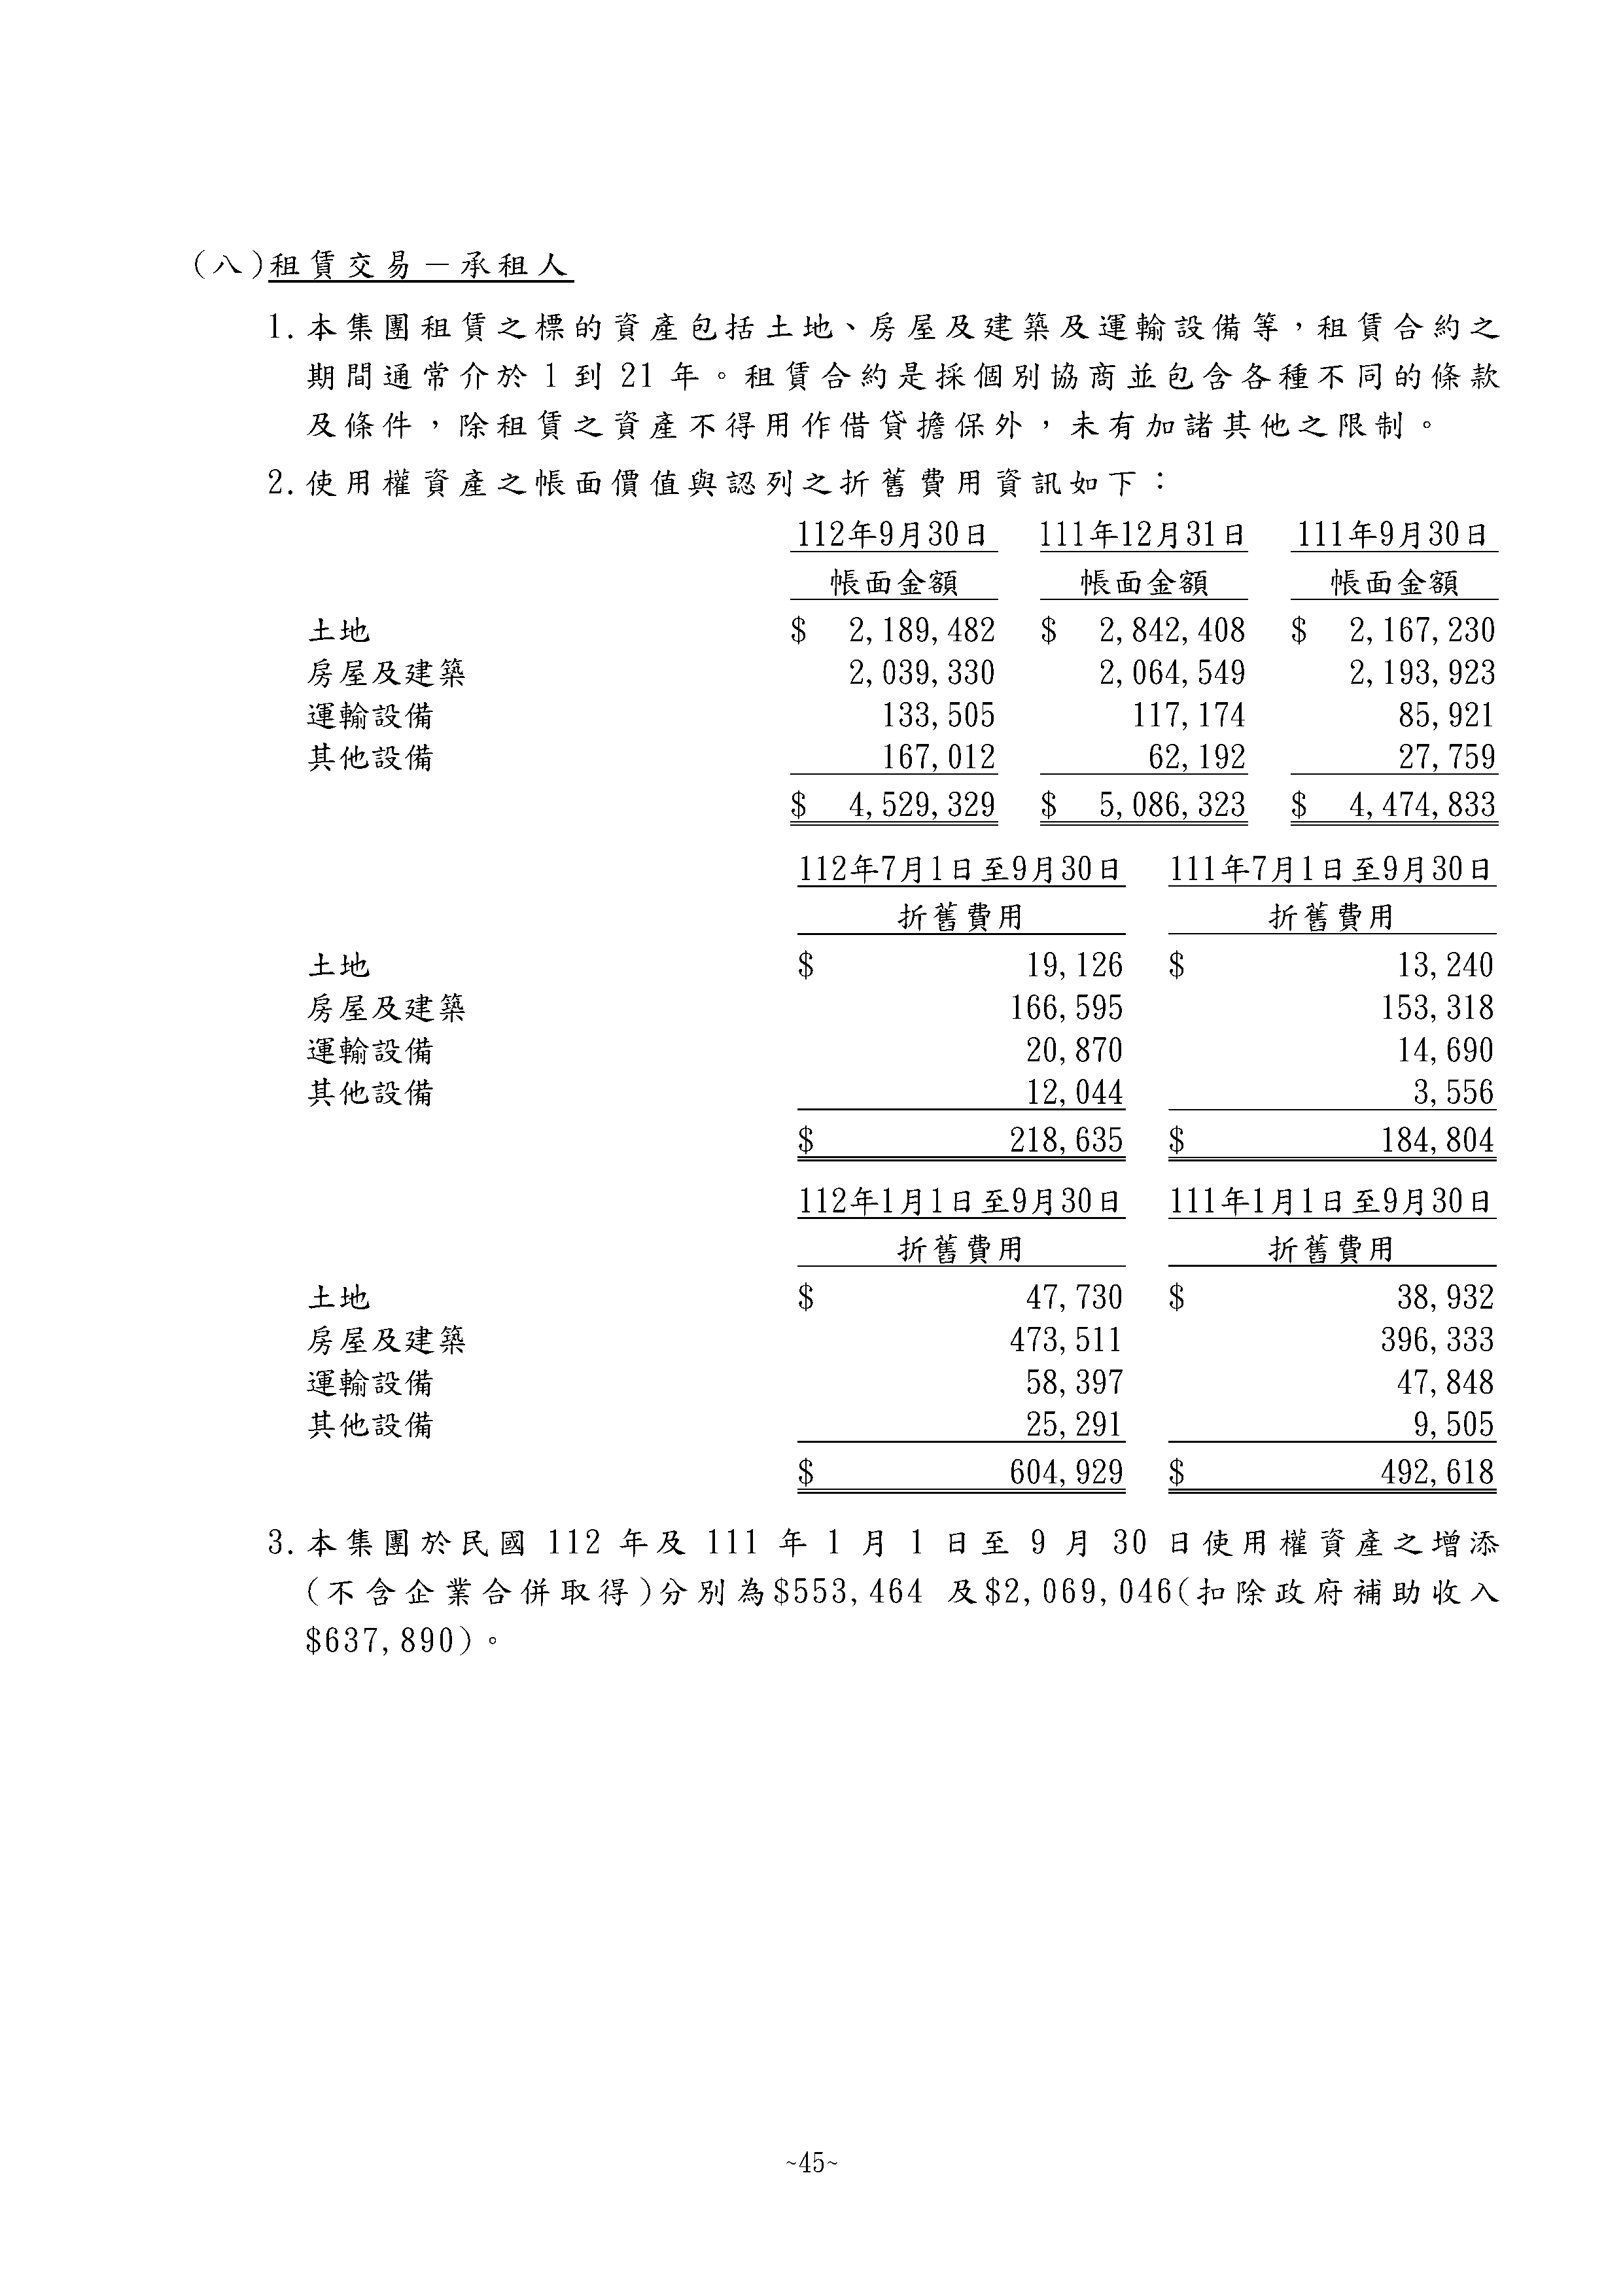 (八)租賃交易－承租人
1.本集團租賃之標的資產包括土地、房屋及建築及運輸設備等，租賃合約之
期間通常介於 1 到 21 年。租賃合約是採個別協商並包含各種不同的條款
及條件，除租賃之資產不得用作借貸擔保外，未有加諸其他之限制。
2.使用權資產之帳面價值與認列之折舊費用資訊如下：
112年9月30日 111年12月31日 111年9月30日
帳面金額 帳面金額 帳面金額
土地 $ 2,189,482 $ 2,842,408 $ 2,167,230
房屋及建築 2,039,330 2,064,549 2,193,923
運輸設備 133,505 117,174 85,921
其他設備 167,012 62,192 27,759
$ 4,529,329 $ 5,086,323 $ 4,474,833
112年7月1日至9月30日 111年7月1日至9月30日
折舊費用 折舊費用
土地 $ 19,126 $ 13,240
房屋及建築 166,595 153,318
運輸設備 20,870 14,690
其他設備 12,044 3,556
$ 218,635 $ 184,804
112年1月1日至9月30日 111年1月1日至9月30日
折舊費用 折舊費用
土地 $ 47,730 $ 38,932
房屋及建築 473,511 396,333
運輸設備 58,397 47,848
其他設備 25,291 9,505
$ 604,929 $ 492,618
3.本集團於民國 112 年及 111 年 1 月 1 日至 9 月 30 日使用權資產之增添
(不含企業合併取得)分別為$553,464 及$2,069,046(扣除政府補助收入
$637,890)。
~45~